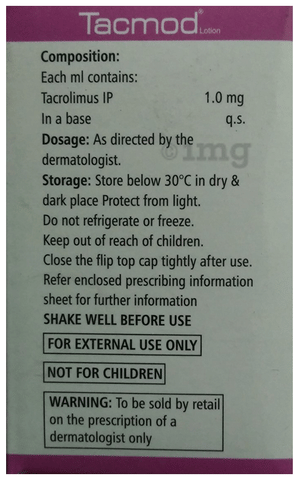 Tacmod® Lotion
Composition:
Each ml contains:
Tacrolimus IP 1.0 mg
In a base q.s.
Dosage: As directed by the
dermatologist.
Storage: Store below 30°C in dry &
dark place Protect from light.
Do not refrigerate or freeze.
Keep out of reach of children.
Close the flip top cap tightly after use.
Refer enclosed prescribing information
sheet for further information
SHAKE WELL BEFORE USE
FOR EXTERNAL USE ONLY
NOT FOR CHILDREN
WARNING: To be sold by retail
on the prescription of a
dermatologist only
1mg